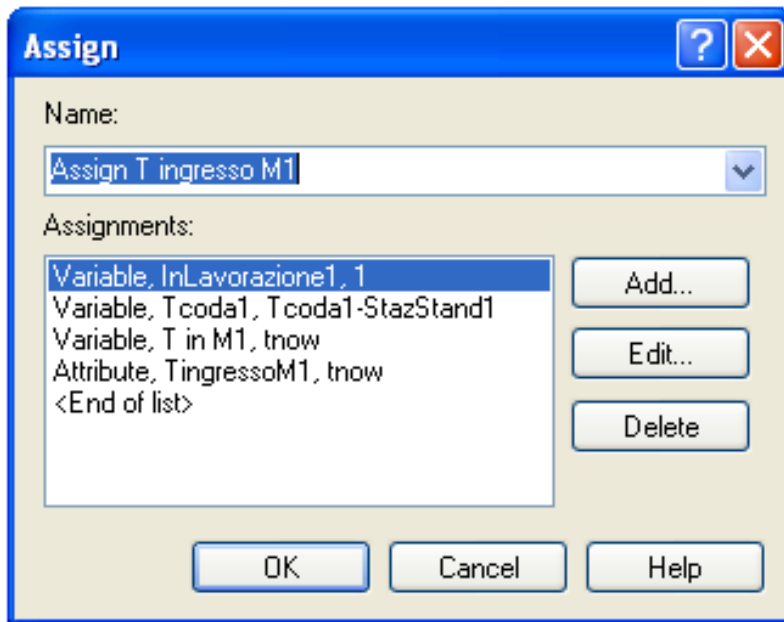 Assign
Name:
Assign T ingresso M1
Assignments:
Variable, InLavorazione1, 1
Variable, Tcoda1, Tcoda1-StazStand1
Variable, T in M1, tnow
Attribute, TingressoM1, tnow
<End of list>
Add...
Edit...
Delete
OK
Cancel
Help